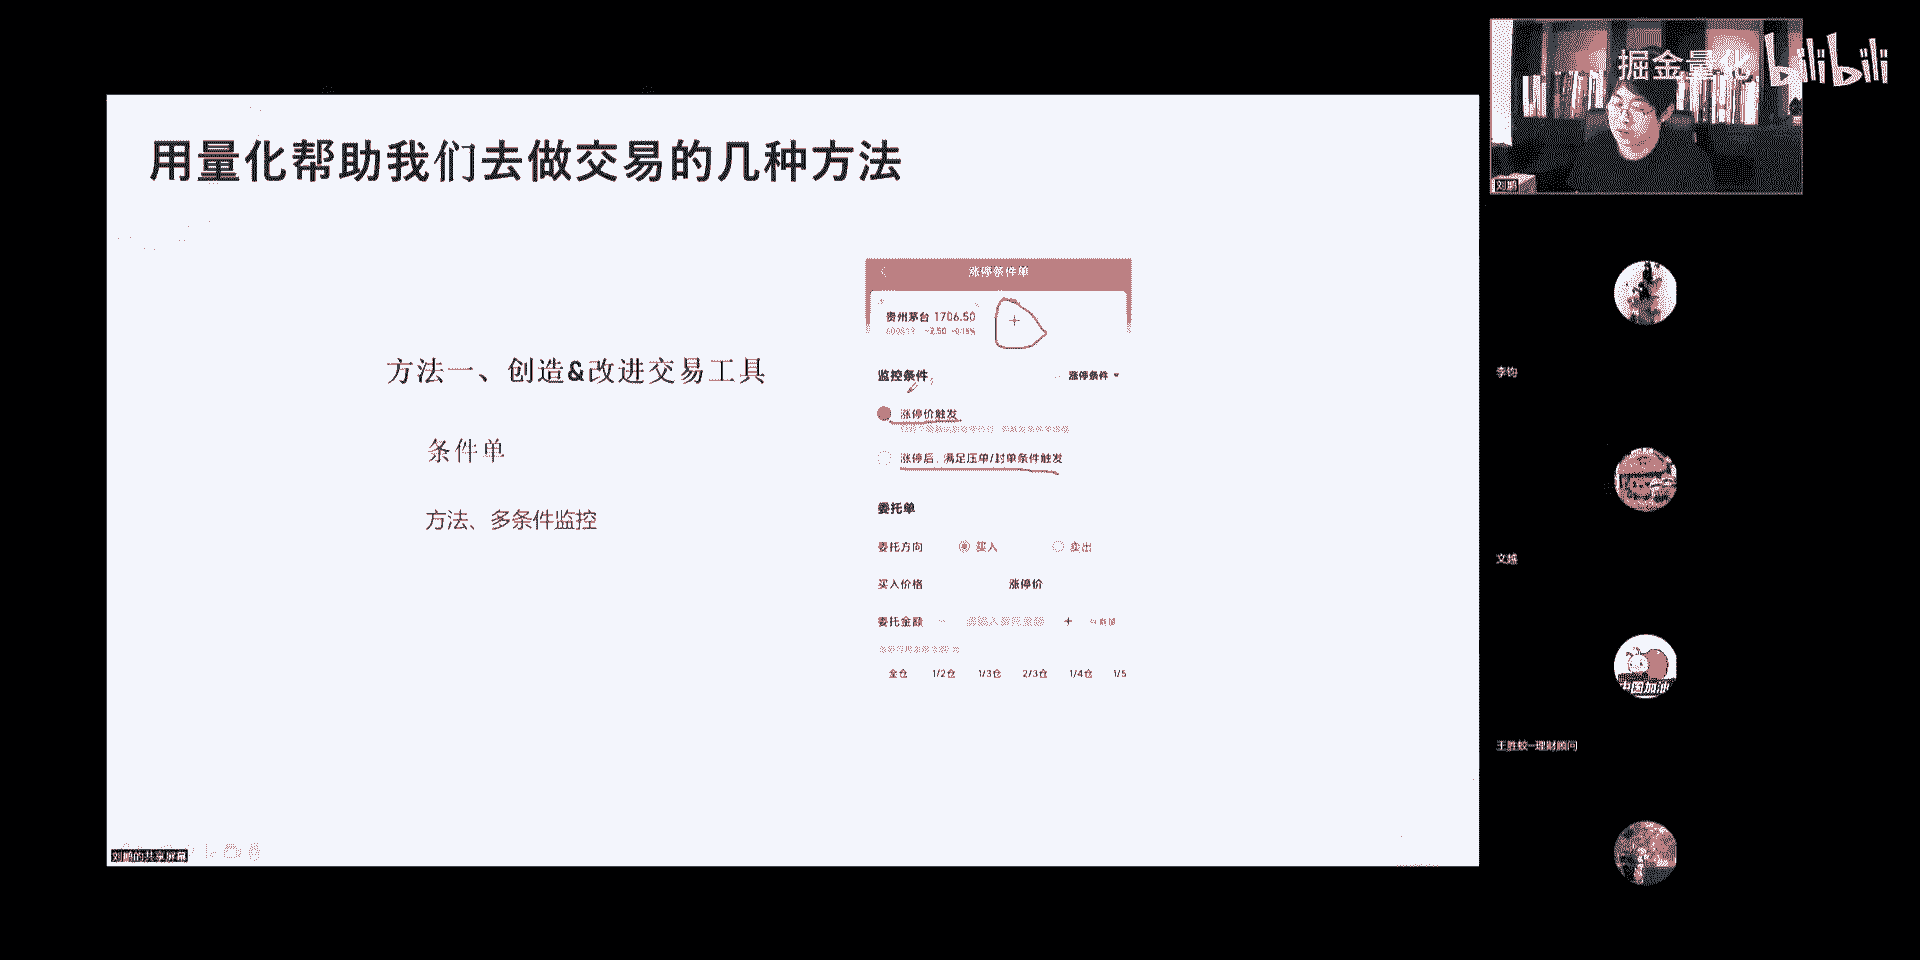 掘金量化 bilibili
用量化帮助我们去做交易的几种方法
方法一、创造&改进交易工具
条件单
方法、多条件监控
涨停条件单
贵州茅台 1706.50
-2.50 -0.15%
监控条件
涨停条件
涨停价触发
涨停后，满足压单/封单条件触发
委托单
委托方向 买入 卖出
买入价格 涨停价
委托金额 - +
全仓 1/2仓 1/3仓 2/3仓 1/4仓 1/5
刘鹏
李钧
文越
中国加油
王胜蛟-理财顾问
刘鹏的共享屏幕